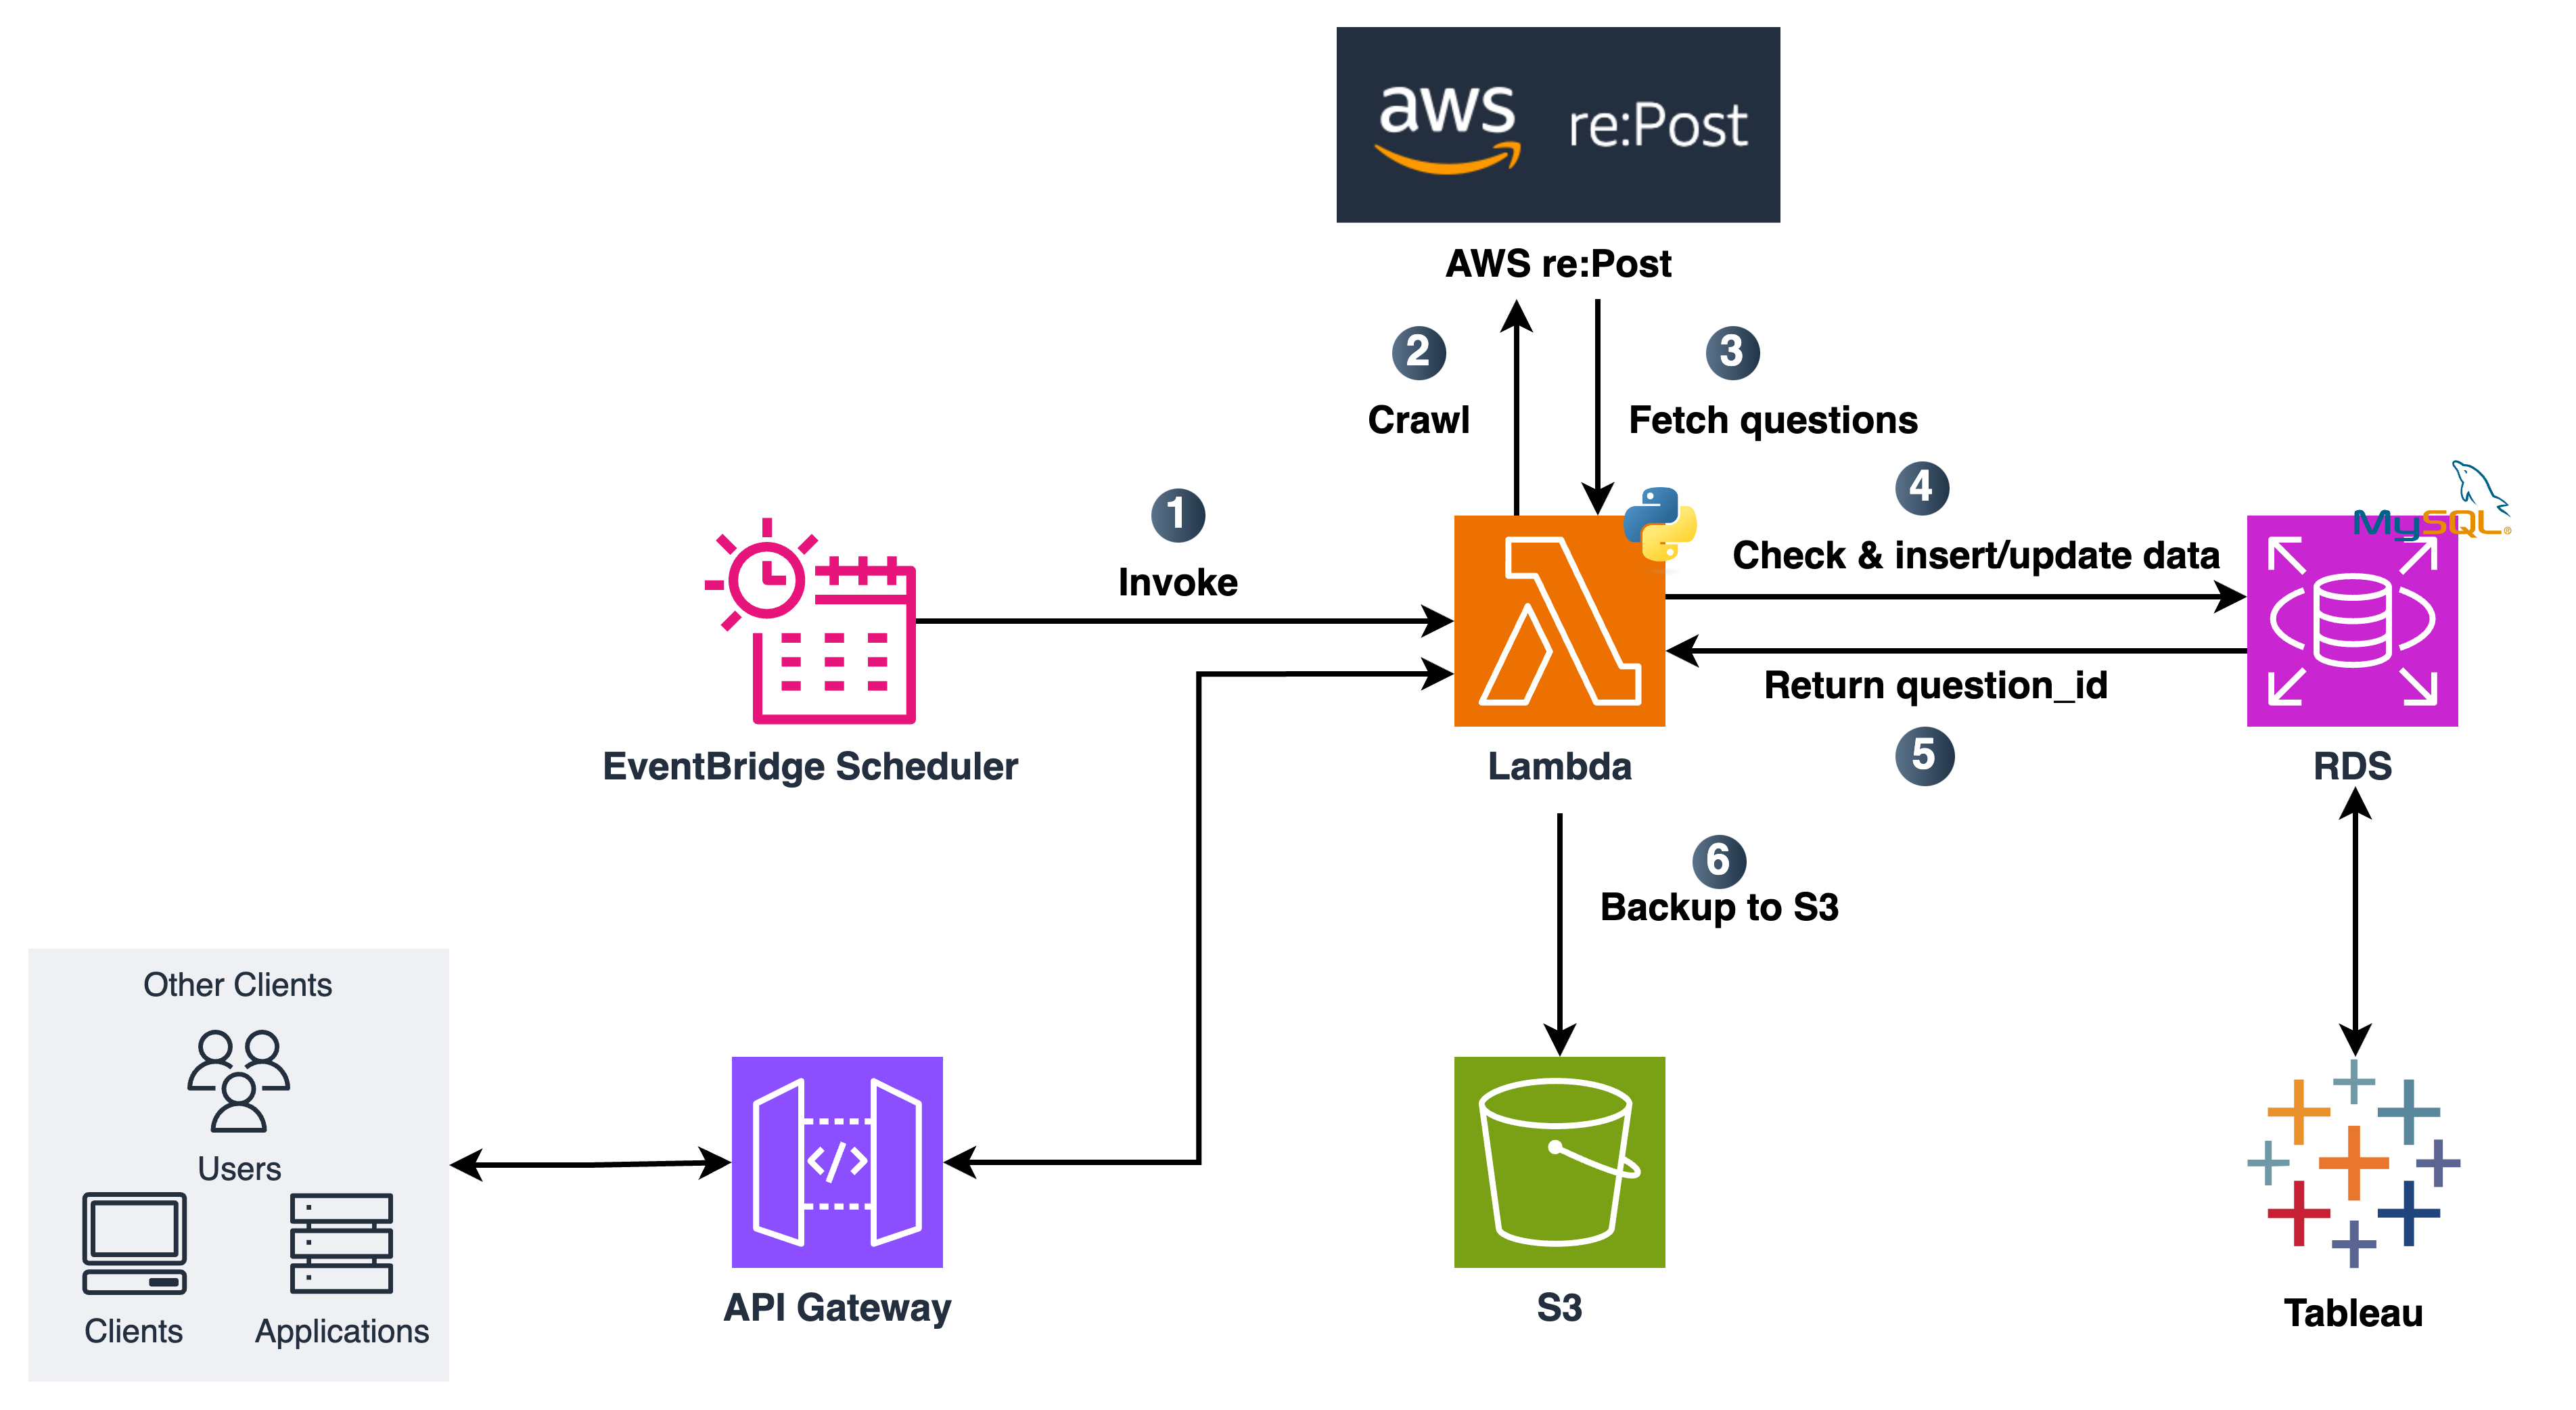 aws re:Post
AWS re:Post
2
3
Crawl
Fetch questions
1
Invoke
4
MySQL®
Check & insert/update data
Return question_id
5
EventBridge Scheduler
Lambda
RDS
6
Backup to S3
Other Clients
Users
Clients
Applications
</>
API Gateway
S3
Tableau